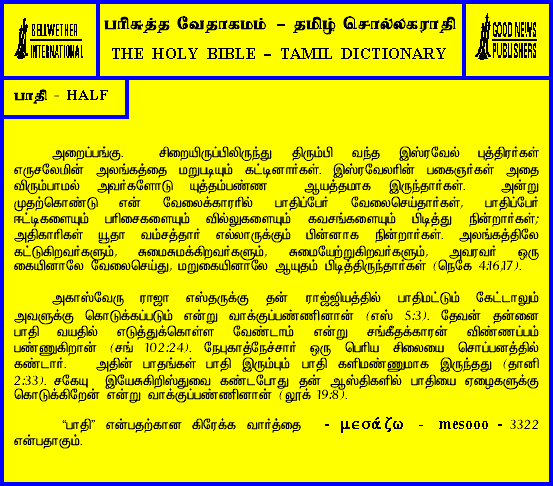 BELLWETHER
INTERNATIONAL
பரிசுத்த வேதாகமம் – தமிழ் சொல்லகராதி
THE HOLY BIBLE – TAMIL DICTIONARY
GOOD NEWS
PUBLISHERS
பாதி - HALF
அறைப்பங்கு. சிறையிருப்பிலிருந்து திரும்பி வந்த இஸ்ரவேல் புத்திரர்கள்
எருசலேமின் அலங்கத்தை மறுபடியும் கட்டினார்கள். இஸ்ரவேலரின் பகைஞர்கள் அதை
விரும்பாமல் அவர்களோடு யுத்தம்பண்ண ஆயத்தமாக இருந்தார்கள். அன்று
முதற்கொண்டு என் வேலைக்காரரில் பாதிப்பேர் வேலைசெய்தார்கள், பாதிப்பேர்
ஈட்டிகளையும் பரிசைகளையும் வில்லுகளையும் கவசங்களையும் பிடித்து நின்றார்கள்;
அதிகாரிகள் யூதா வம்சத்தார் எல்லாருக்கும் பின்னாக நின்றார்கள். அலங்கத்திலே
கட்டுகிறவர்களும், சுமைசுமக்கிறவர்களும், சுமையேற்றுகிறவர்களும், அவரவர் ஒரு
கையினாலே வேலைசெய்து, மறுகையினாலே ஆயுதம் பிடித்திருந்தார்கள் (நெகே 4:16,17).
அகாஸ்வேரு ராஜா எஸ்தருக்கு தன் ராஜ்ஜியத்தில் பாதிமட்டும் கேட்டாலும்
அவளுக்கு கொடுக்கப்படும் என்று வாக்குப்பண்ணினான் (எஸ் 5:3). தேவன் தன்னை
பாதி வயதில் எடுத்துக்கொள்ள வேண்டாம் என்று சங்கீதக்காரன் விண்ணப்பம்
பண்ணுகிறான் (சங் 102:24). நேபுகாத்நேச்சார் ஒரு பெரிய சிலையை சொப்பனத்தில்
கண்டார். அதின் பாதங்கள் பாதி இரும்பும் பாதி களிமண்ணுமாக இருந்தது (தானி
2:33). சகேயு இயேசுகிறிஸ்துவை கண்டபோது தன் ஆஸ்திகளில் பாதியை ஏழைகளுக்கு
கொடுக்கிறேன் என்று வாக்குப்பண்ணினான் (லூக் 19:8).
“பாதி” என்பதற்கான கிரேக்க வார்த்தை - μεσάζω - mesooo - 3322
என்பதாகும்.